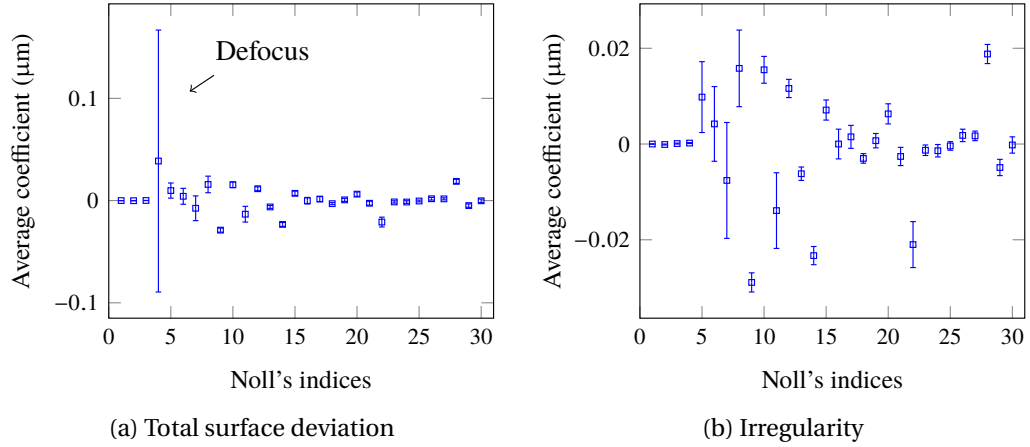 Average coefficient (μm)
0.1
0
−0.1
Defocus
0 5 10 15 20 25 30
Noll's indices
(a) Total surface deviation
Average coefficient (μm)
0.02
0
−0.02
0 5 10 15 20 25 30
Noll's indices
(b) Irregularity